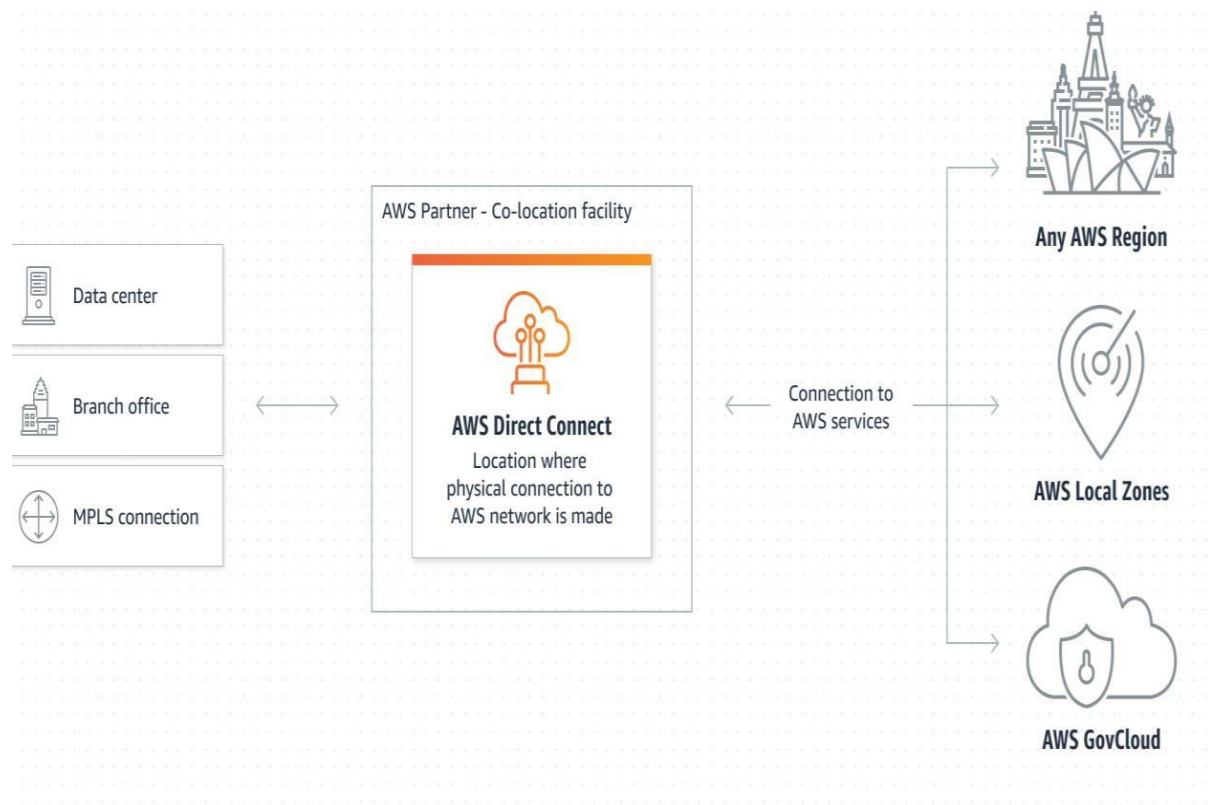 AWS Partner - Co-location facility
Data center
Branch office
MPLS connection
AWS Direct Connect
Location where
physical connection to
AWS network is made
Connection to
AWS services
Any AWS Region
AWS Local Zones
AWS GovCloud